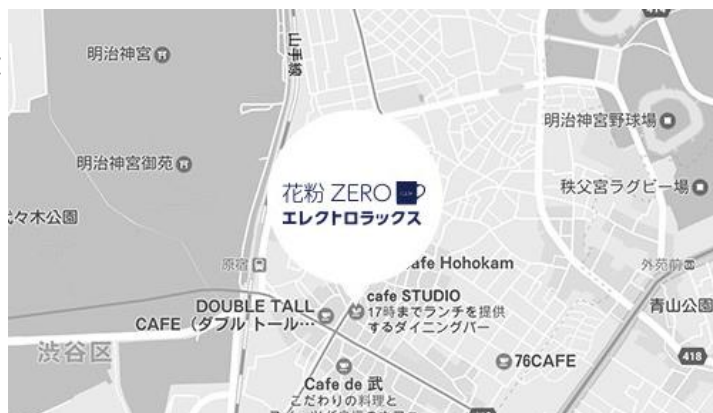 明治神宮
山手線
明治神宮野球場
明治神宮御苑
秩父宮ラグビー場
花粉 ZERO
エレクトロラックス
代々木公園
原宿
afe Hohokam
外苑前
cafe STUDIO
17時までランチを提供
するダイニングバー
DOUBLE TALL
CAFE（ダブル トール…
青山公園
渋谷区
76CAFE
418
Cafe de 武
こだわりの料理と